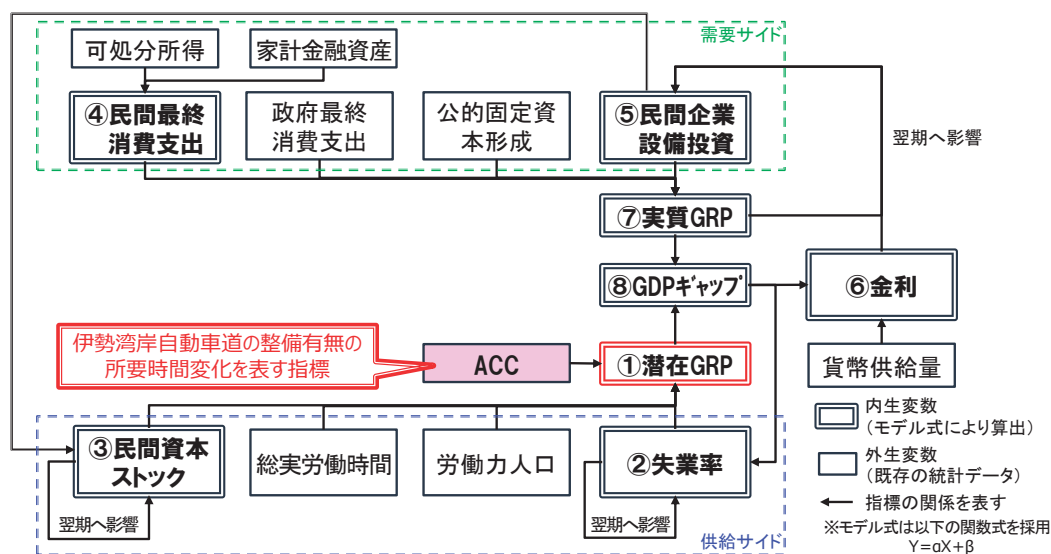 需要サイド
可処分所得
家計金融資産
④民間最終
消費支出
政府最終
消費支出
公的固定資
本形成
⑤民間企業
設備投資
翌期へ影響
⑦実質GRP
⑧GDPｷﾞｬｯﾌﾟ
⑥金利
伊勢湾岸自動車道の整備有無の
所要時間変化を表す指標
ACC
①潜在GRP
貨幣供給量
③民間資本
ストック
総実労働時間
労働力人口
②失業率
翌期へ影響
翌期へ影響
供給サイド
内生変数
(モデル式により算出)
外生変数
(既存の統計データ)
指標の関係を表す
※モデル式は以下の関数式を採用
Y=αX+β